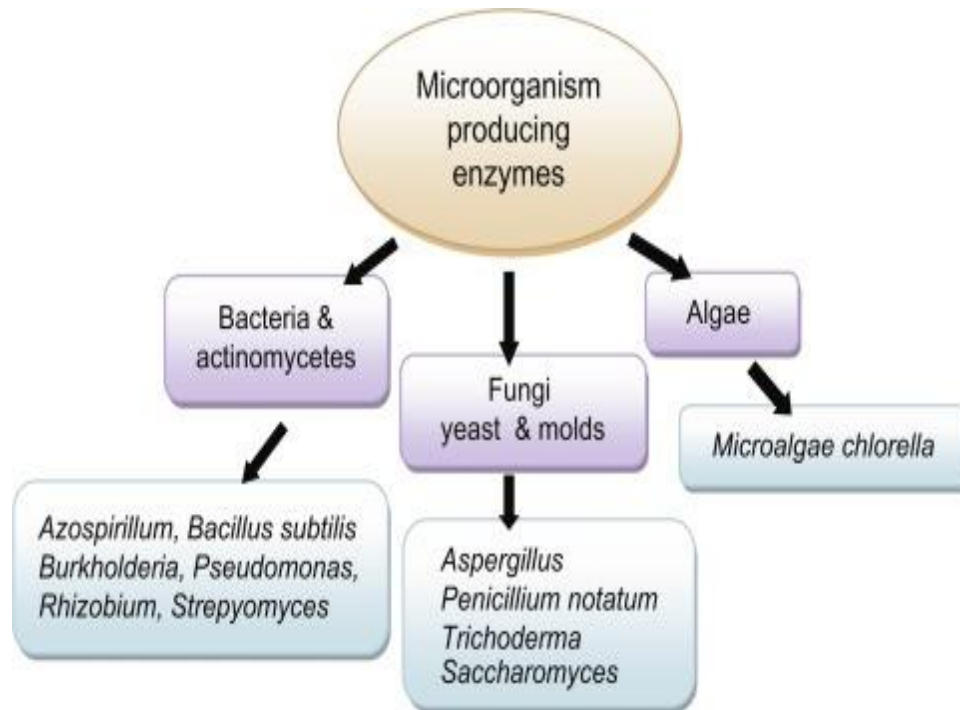 Microorganism
producing
enzymes
Bacteria &
actinomycetes
Fungi
yeast & molds
Algae
Azospirillum, Bacillus subtilis
Burkholderia, Pseudomonas,
Rhizobium, Strepyomyces
Aspergillus
Penicillium notatum
Trichoderma
Saccharomyces
Microalgae chlorella